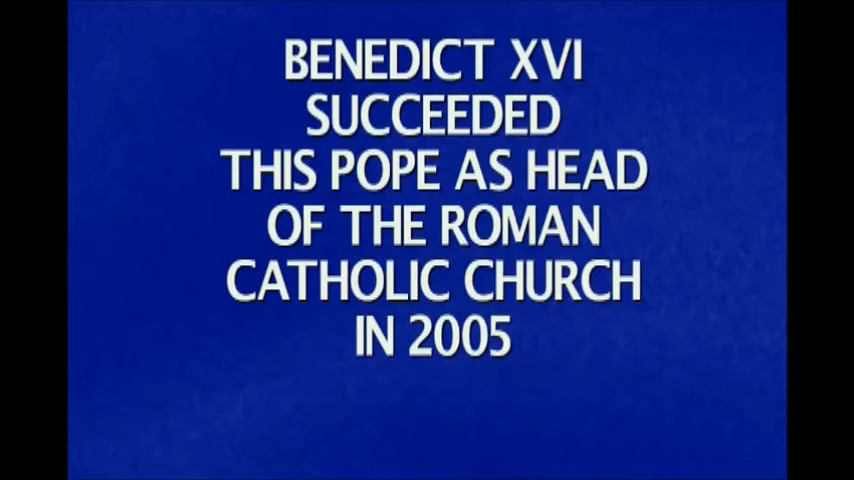 BENEDICT XVI
SUCCEEDED
THIS POPE AS HEAD
OF THE ROMAN
CATHOLIC CHURCH
IN 2005